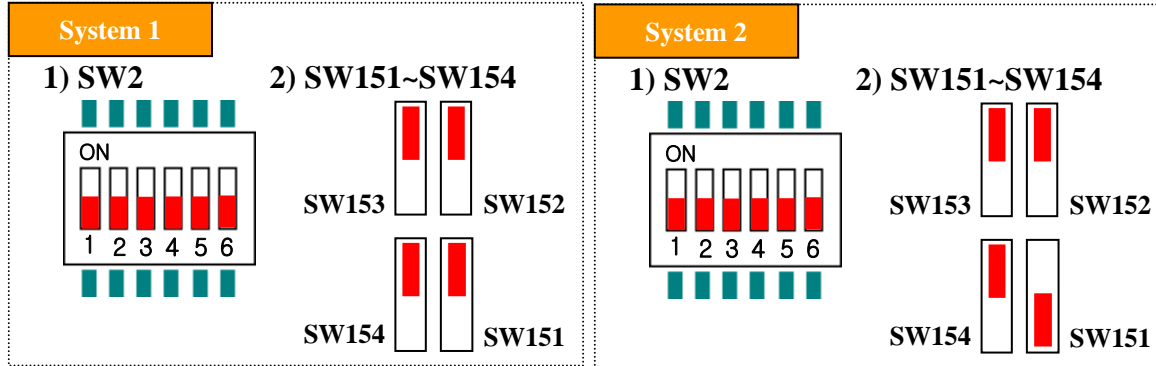 System 1
1) SW2
2) SW151~SW154
ON
1 2 3 4 5 6
SW153
SW152
SW154
SW151
System 2
1) SW2
2) SW151~SW154
ON
1 2 3 4 5 6
SW153
SW152
SW154
SW151